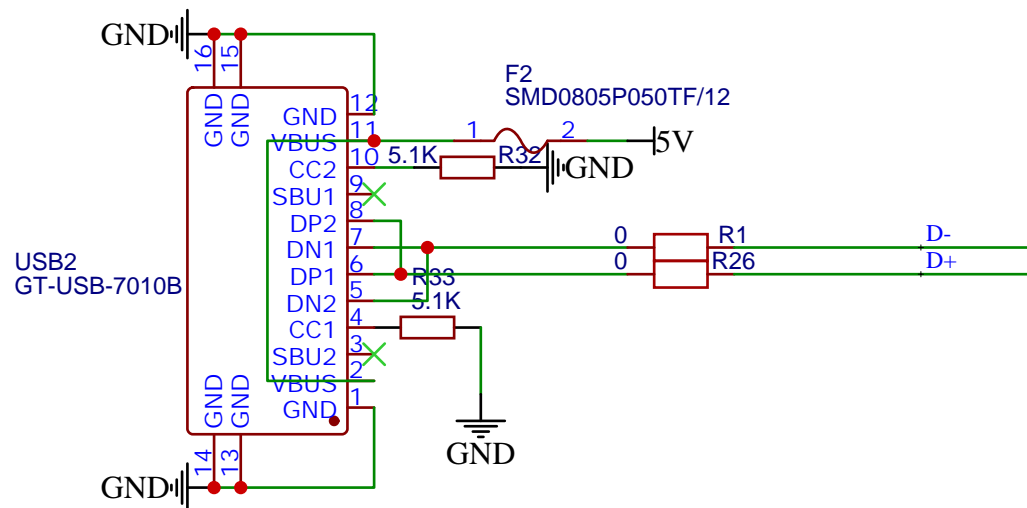 GND
16
15
GND
GND
F2
SMD0805P050TF/12
GND
12
VBUS
11
1
2
5V
CC2
10
5.1K
R32
GND
SBU1
9
DP2
8
DN1
7
0
R1
D-
DP1
6
0
R26
D+
R33
5.1K
USB2
GT-USB-7010B
DN2
5
CC1
4
SBU2
3
VBUS
2
GND
1
GND
GND
GND
14
13
GND